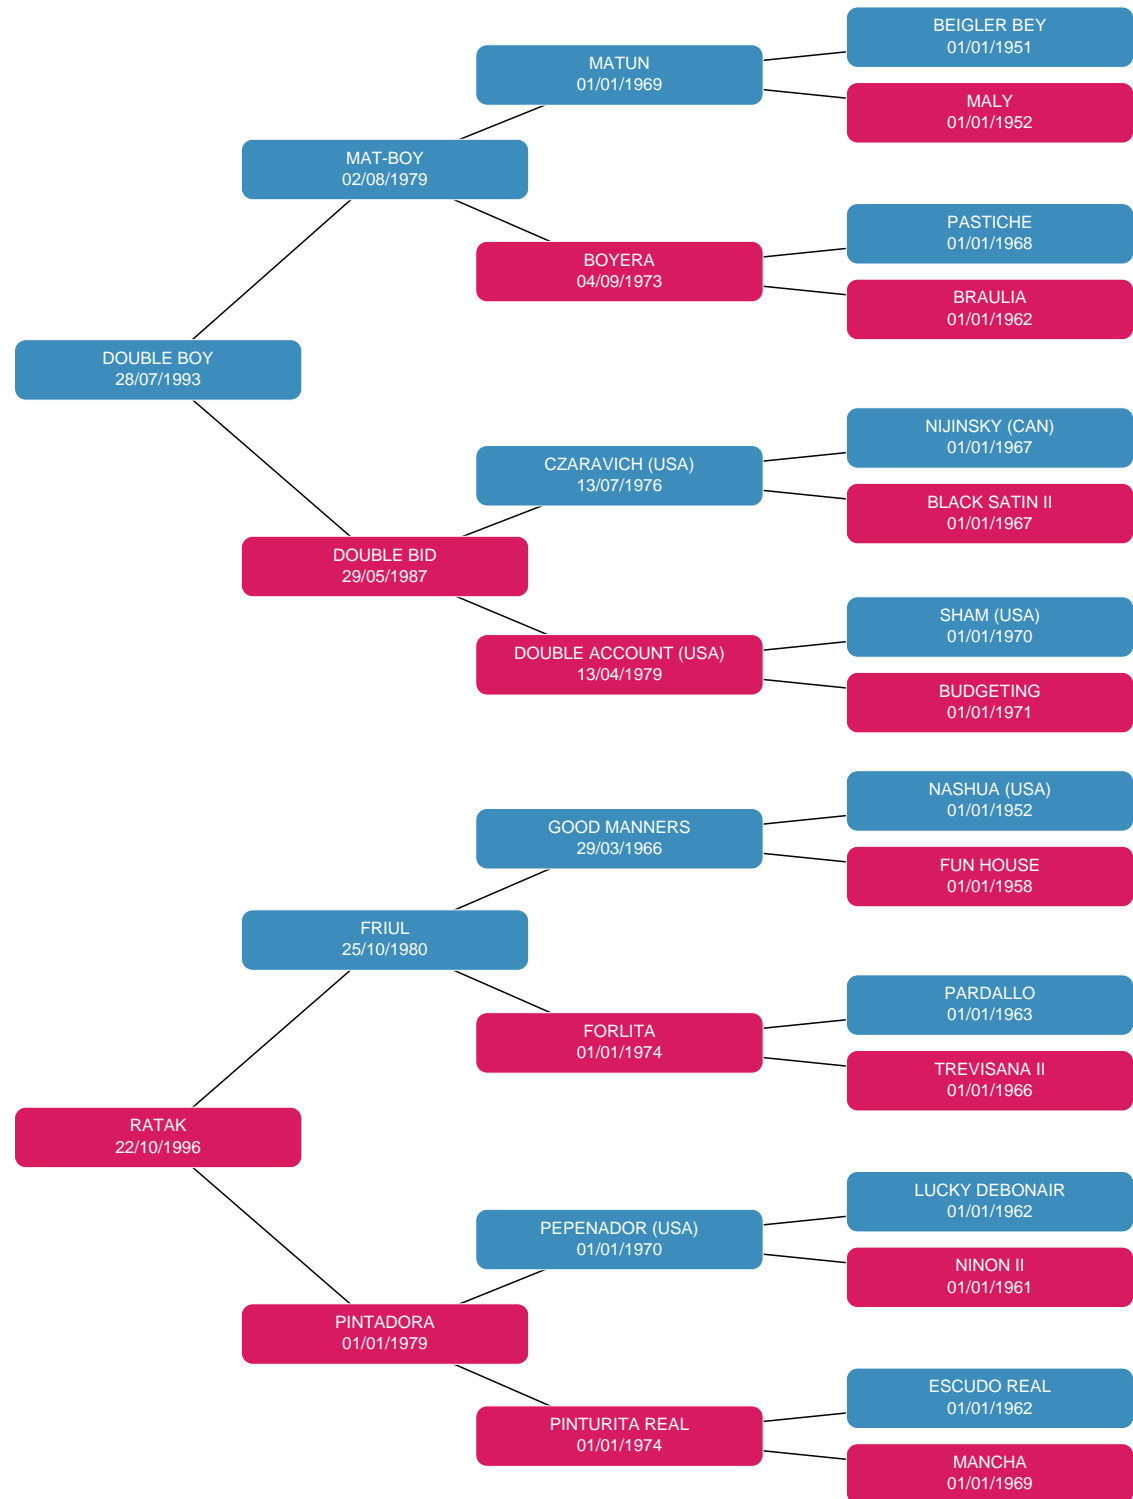 BEIGLER BEY
01/01/1951
MATUN
01/01/1969
MALY
01/01/1952
MAT-BOY
02/08/1979
PASTICHE
01/01/1968
BOYERA
04/09/1973
BRAULIA
01/01/1962
DOUBLE BOY
28/07/1993
NIJINSKY (CAN)
01/01/1967
CZARAVICH (USA)
13/07/1976
BLACK SATIN II
01/01/1967
DOUBLE BID
29/05/1987
SHAM (USA)
01/01/1970
DOUBLE ACCOUNT (USA)
13/04/1979
BUDGETING
01/01/1971
NASHUA (USA)
01/01/1952
GOOD MANNERS
29/03/1966
FUN HOUSE
01/01/1958
FRIUL
25/10/1980
PARDALLO
01/01/1963
FORLITA
01/01/1974
TREVISANA II
01/01/1966
RATAK
22/10/1996
LUCKY DEBONAIR
01/01/1962
PEPENADOR (USA)
01/01/1970
NINON II
01/01/1961
PINTADORA
01/01/1979
ESCUDO REAL
01/01/1962
PINTURITA REAL
01/01/1974
MANCHA
01/01/1969